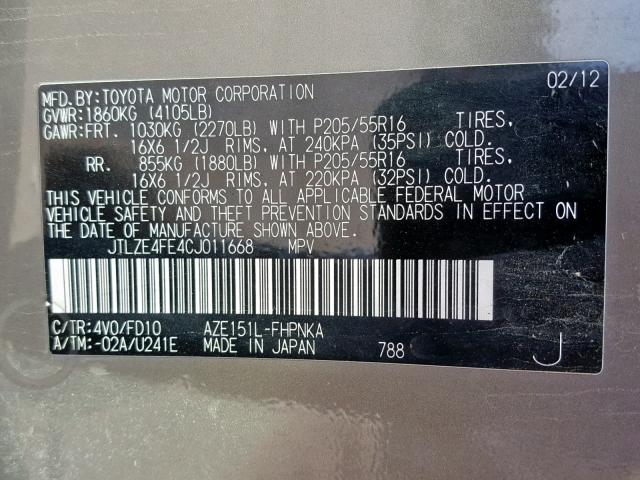 MFD.BY:TOYOTA MOTOR CORPORATION 02/12
GVWR:1860KG (4105LB)
GAWR:FRT. 1030KG (2270LB) WITH P205/55R16 TIRES,
16X6 1/2J RIMS, AT 240KPA (35PSI) COLD.
RR. 855KG (1880LB) WITH P205/55R16 TIRES,
16X6 1/2J RIMS, AT 220KPA (32PSI) COLD.
THIS VEHICLE CONFORMS TO ALL APPLICABLE FEDERAL MOTOR
VEHICLE SAFETY AND THEFT PREVENTION STANDARDS IN EFFECT ON
THE DATE OF MANUFACTURE SHOWN ABOVE.
JTLZE4FE4CJ011668 MPV
C/TR:4V0/FD10 AZE151L-FHPNKA
A/TM:-02A/U241E MADE IN JAPAN 788 J